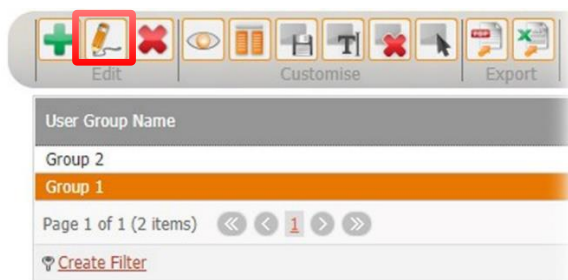 Edit Customise Export
User Group Name
Group 2
Group 1
Page 1 of 1 (2 items) 1
Create Filter